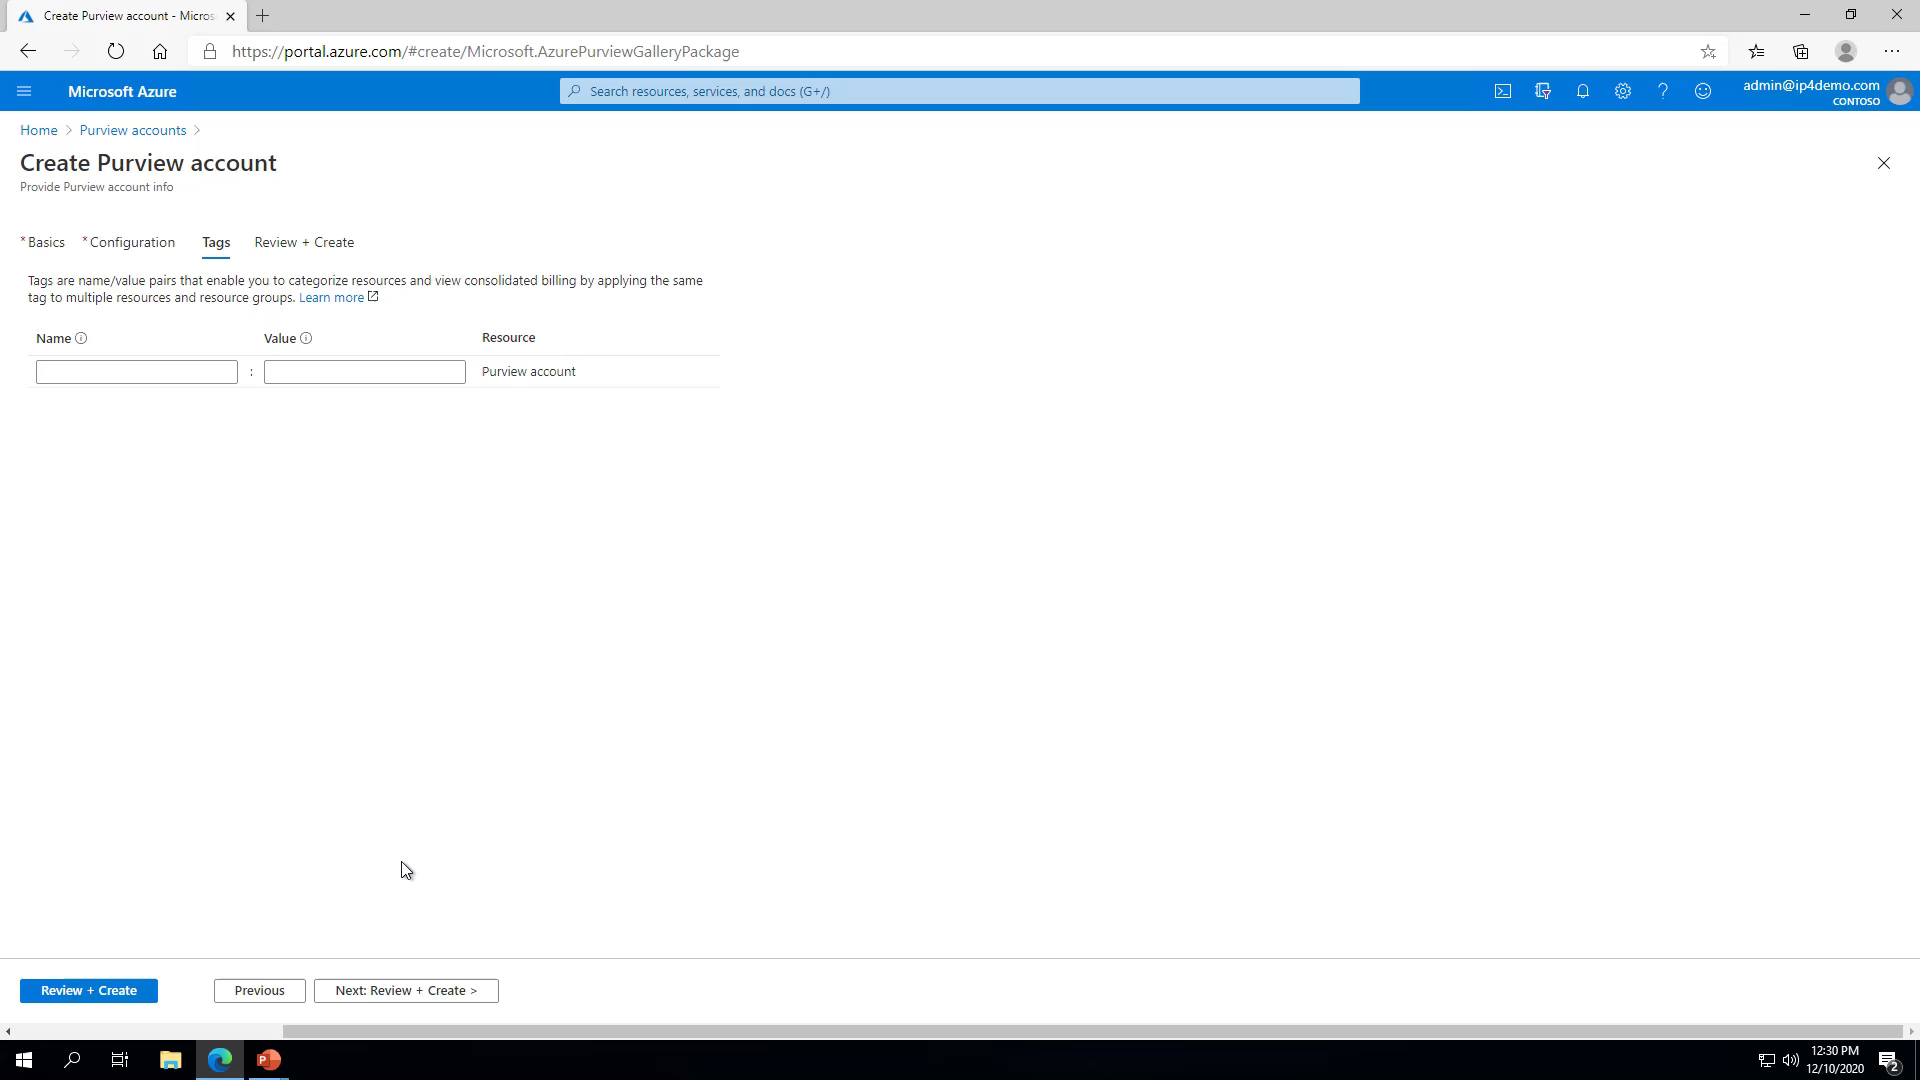 Create Purview account - Micros
https://portal.azure.com/#create/Microsoft.AzurePurviewGalleryPackage
Microsoft Azure
Search resources, services, and docs (G+/)
admin@ip4demo.com
CONTOSO
Home > Purview accounts >
Create Purview account
Provide Purview account info
* Basics * Configuration Tags Review + Create
Tags are name/value pairs that enable you to categorize resources and view consolidated billing by applying the same
tag to multiple resources and resource groups. Learn more
Name Value Resource
: Purview account
Review + Create Previous Next: Review + Create >
12:30 PM
12/10/2020
2